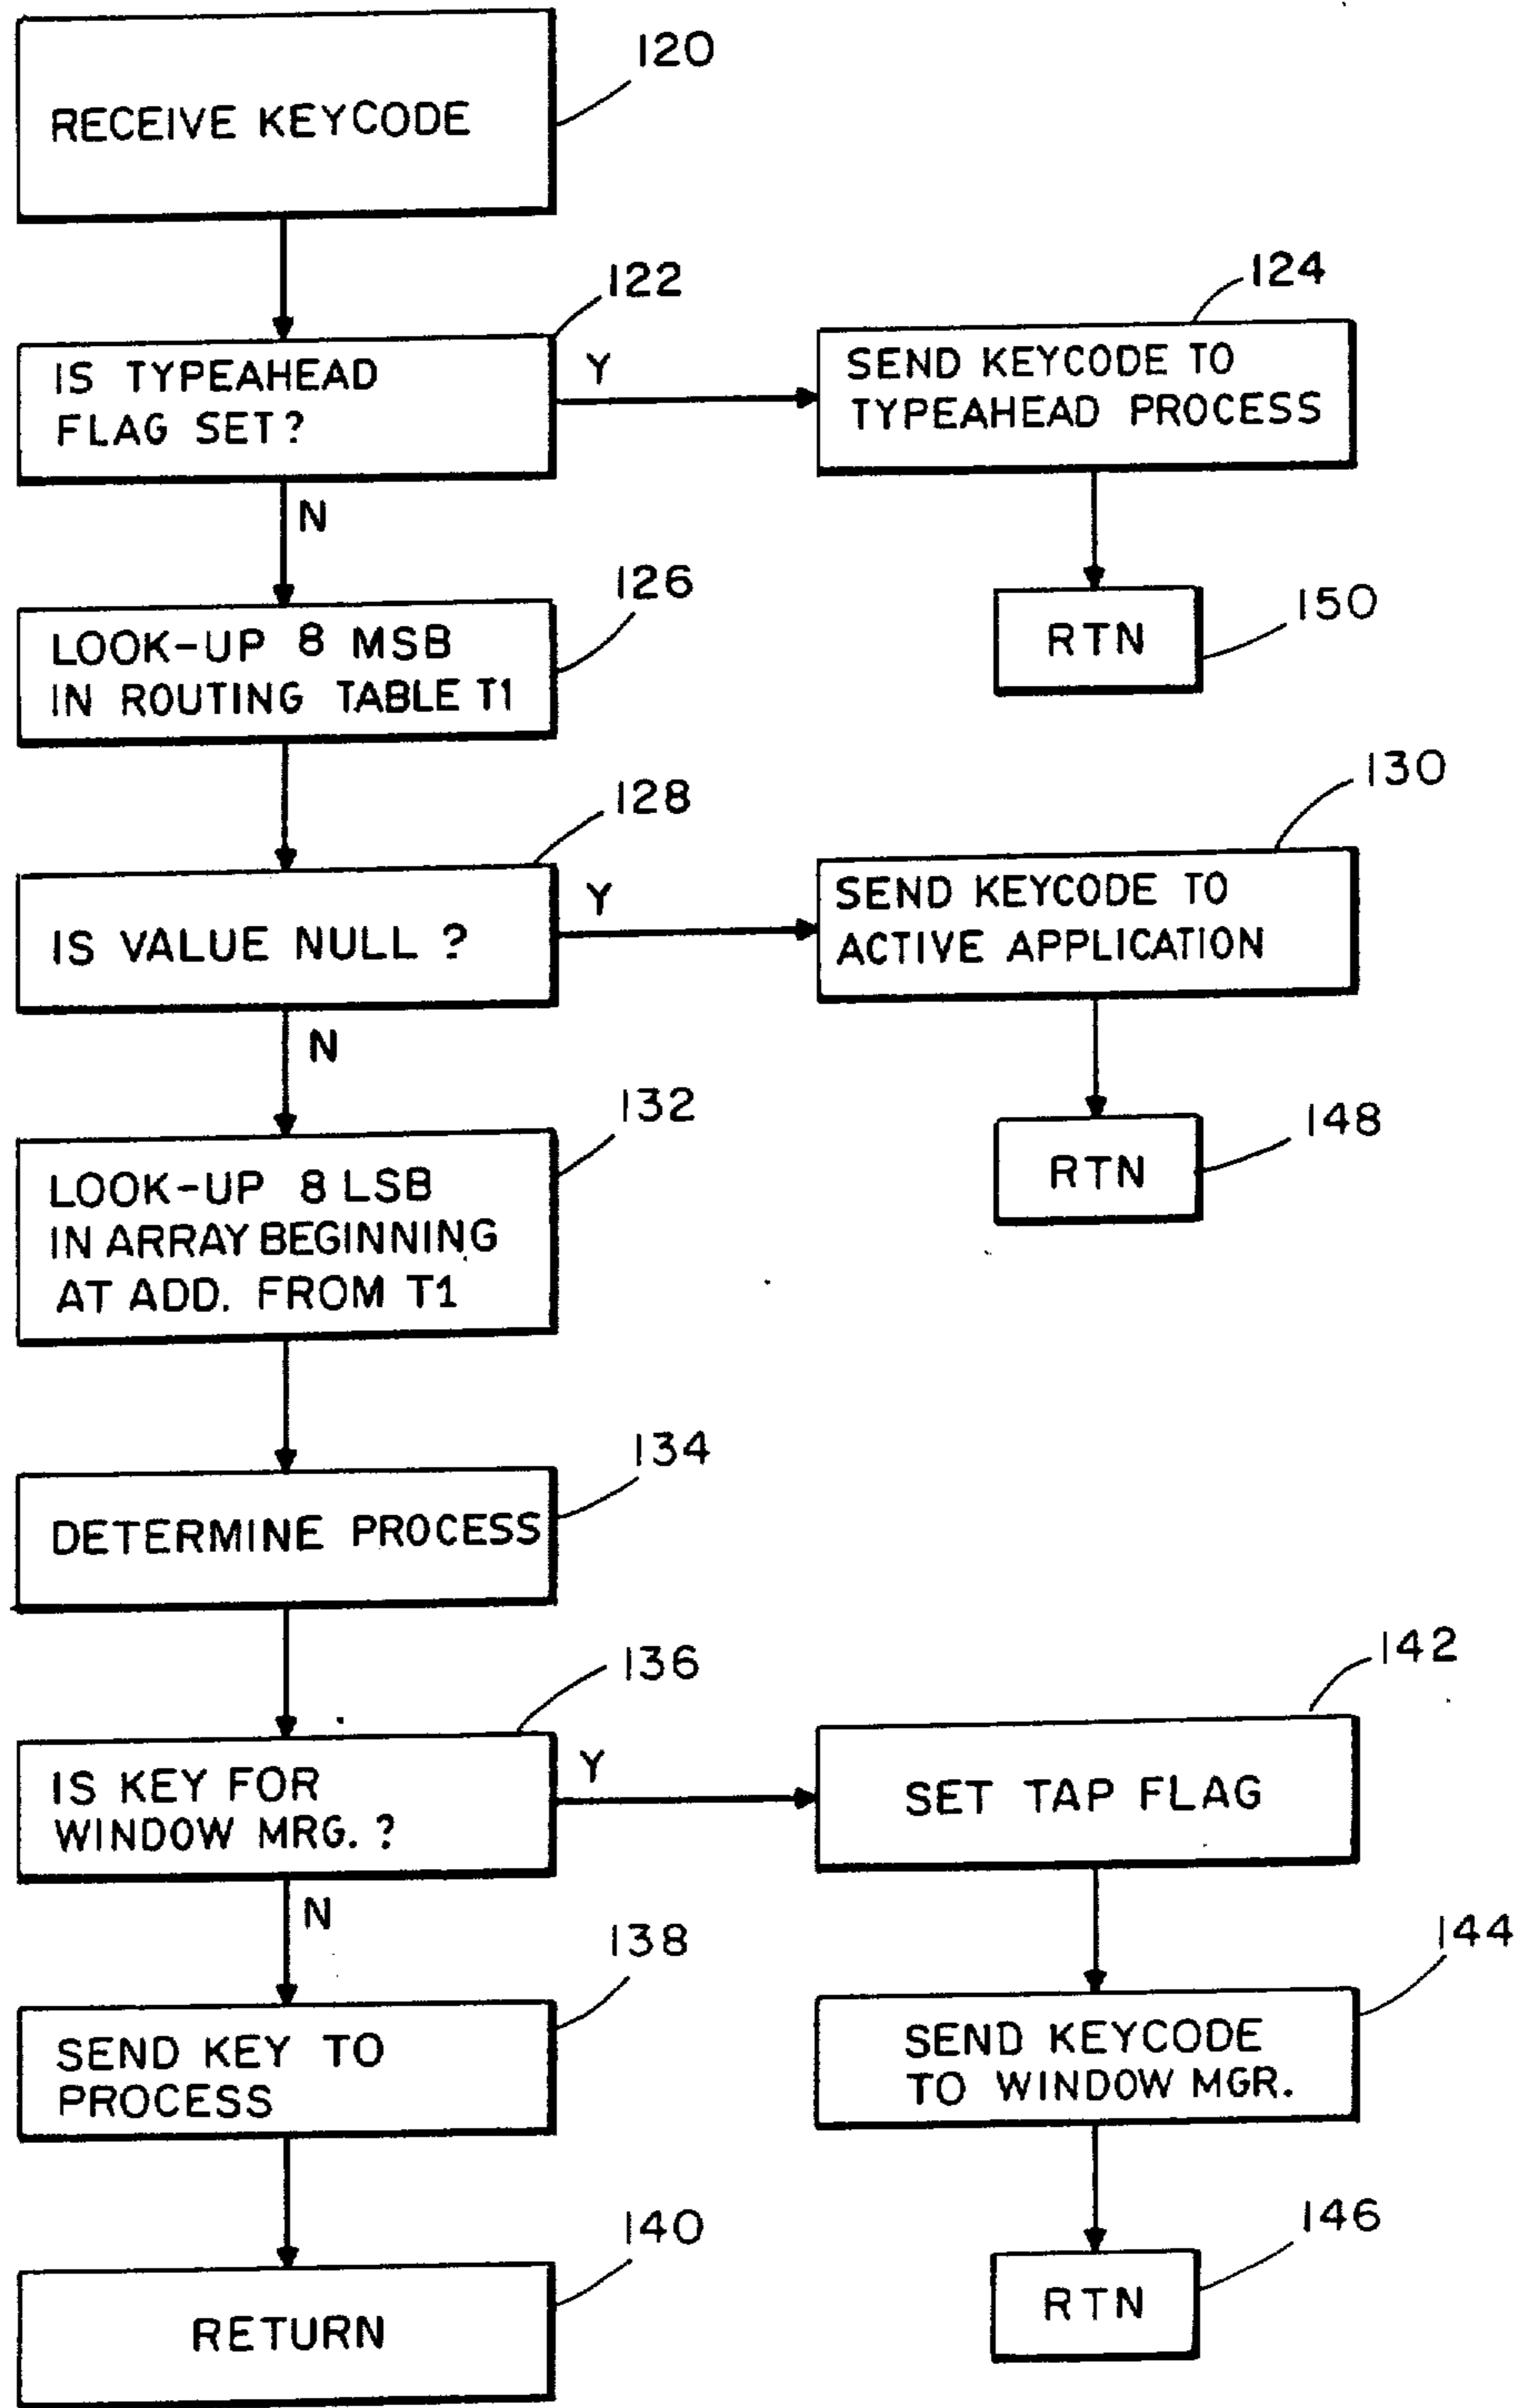 120
RECEIVE KEYCODE
122
124
IS TYPEAHEAD
FLAG SET?
Y
SEND KEYCODE TO
TYPEAHEAD PROCESS
N
126
150
RTN
LOOK-UP 8 MSB
IN ROUTING TABLE T1
128
130
IS VALUE NULL ?
Y
SEND KEYCODE TO
ACTIVE APPLICATION
N
132
148
RTN
LOOK-UP 8 LSB
IN ARRAY BEGINNING
AT ADD. FROM T1
134
DETERMINE PROCESS
136
142
IS KEY FOR
WINDOW MRG. ?
Y
SET TAP FLAG
N
138
144
SEND KEY TO
PROCESS
SEND KEYCODE
TO WINDOW MGR.
140
146
RETURN
RTN